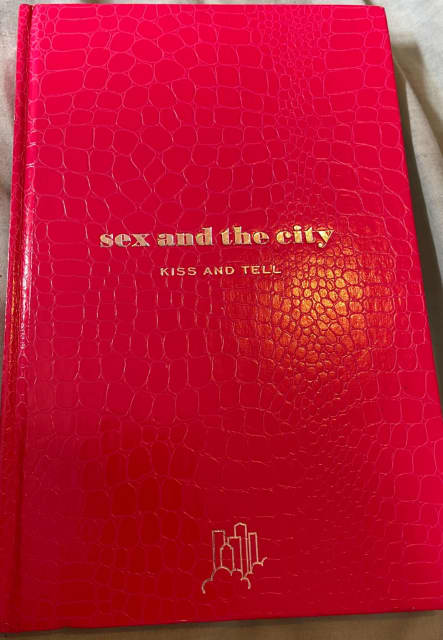 sex and the city
KISS AND TELL